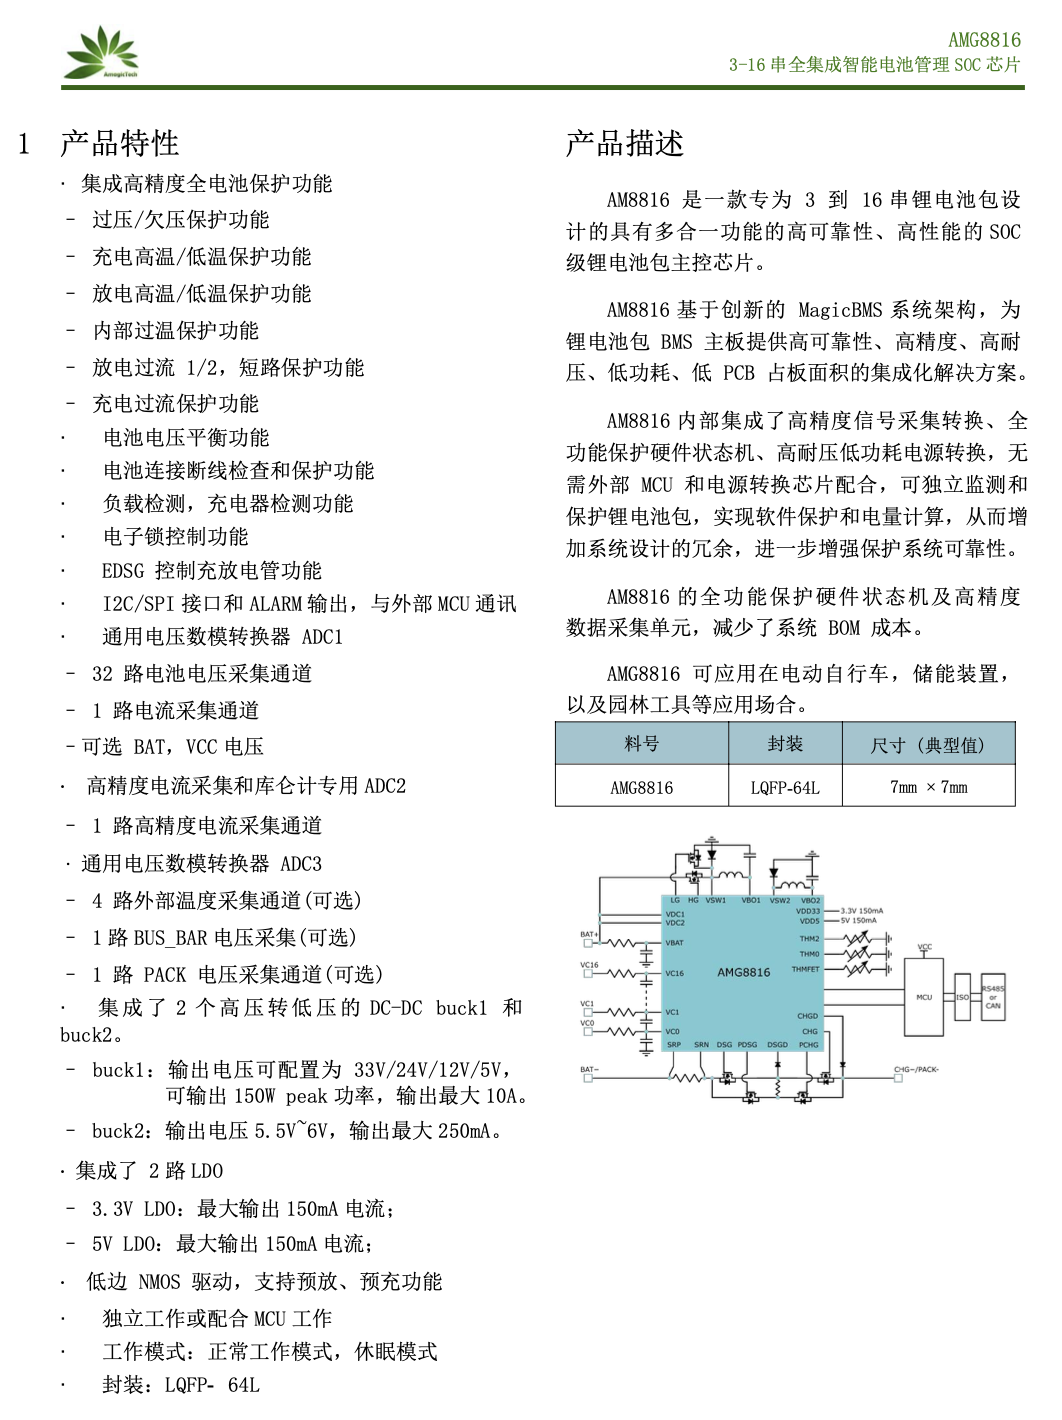 AmagicTech
AMG8816
3-16 串全集成智能电池管理 SOC 芯片
1 产品特性
· 集成高精度全电池保护功能
- 过压/欠压保护功能
- 充电高温/低温保护功能
- 放电高温/低温保护功能
- 内部过温保护功能
- 放电过流 1/2，短路保护功能
- 充电过流保护功能
· 电池电压平衡功能
· 电池连接断线检查和保护功能
· 负载检测，充电器检测功能
· 电子锁控制功能
· EDSG 控制充放电管功能
· I2C/SPI 接口和 ALARM 输出，与外部 MCU 通讯
· 通用电压数模转换器 ADC1
- 32 路电池电压采集通道
- 1 路电流采集通道
- 可选 BAT，VCC 电压
· 高精度电流采集和库仑计专用 ADC2
- 1 路高精度电流采集通道
· 通用电压数模转换器 ADC3
- 4 路外部温度采集通道(可选)
- 1 路 BUS_BAR 电压采集(可选)
- 1 路 PACK 电压采集通道(可选)
· 集成了 2 个高压转低压的 DC-DC buck1 和
buck2。
- buck1：输出电压可配置为 33V/24V/12V/5V，
可输出 150W peak 功率，输出最大 10A。
- buck2：输出电压 5.5V~6V，输出最大 250mA。
· 集成了 2 路 LDO
- 3.3V LDO：最大输出 150mA 电流；
- 5V LDO：最大输出 150mA 电流；
· 低边 NMOS 驱动，支持预放、预充功能
· 独立工作或配合 MCU 工作
· 工作模式：正常工作模式，休眠模式
· 封装：LQFP- 64L
产品描述
AM8816 是一款专为 3 到 16 串锂电池包设
计的具有多合一功能的高可靠性、高性能的 SOC
级锂电池包主控芯片。
AM8816 基于创新的 MagicBMS 系统架构，为
锂电池包 BMS 主板提供高可靠性、高精度、高耐
压、低功耗、低 PCB 占板面积的集成化解决方案。
AM8816 内部集成了高精度信号采集转换、全
功能保护硬件状态机、高耐压低功耗电源转换，无
需外部 MCU 和电源转换芯片配合，可独立监测和
保护锂电池包，实现软件保护和电量计算，从而增
加系统设计的冗余，进一步增强保护系统可靠性。
AM8816 的全功能保护硬件状态机及高精度
数据采集单元，减少了系统 BOM 成本。
AMG8816 可应用在电动自行车，储能装置，
以及园林工具等应用场合。
料号 封装 尺寸（典型值）
AMG8816 LQFP-64L 7mm × 7mm
LG HG VSW1 VBO1 VSW2 VBO2
VDC1 VDD33 3.3V 150mA
VDC2 VDD5 5V 150mA
BAT+ VBAT THM2
THM0 VCC
VC16 VC16 AMG8816 THMFET
MCU ISO RS485
or
CAN
VC1 VC1 CHGD
VC0 VC0 CHG
SRP SRN DSG PDSG DSGD PCHG
BAT- CHG-/PACK-